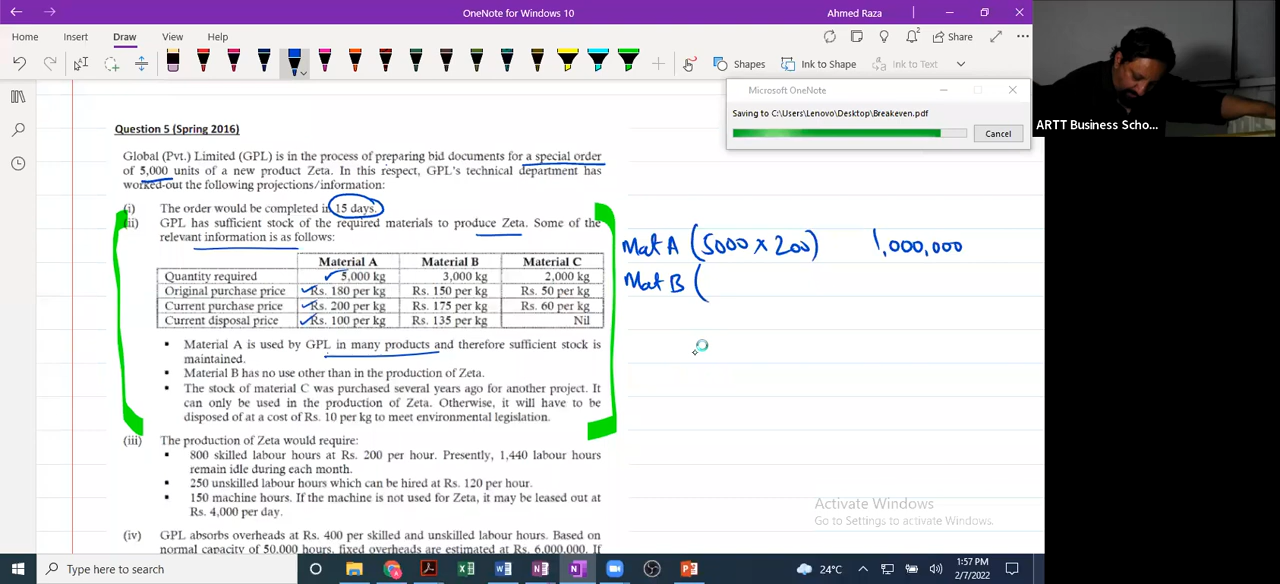 OneNote for Windows 10
Ahmed Raza
Home Insert Draw View Help
Share
Shapes Ink to Shape Ink to Text
Microsoft OneNote
Saving to C:\Users\Lenovo\Desktop\Breakeven.pdf
Cancel
ARTT Business Scho...
Question 5 (Spring 2016)
Global (Pvt.) Limited (GPL) is in the process of preparing bid documents for a special order
of 5,000 units of a new product Zeta. In this respect, GPL's technical department has
worked-out the following projections/information:
(i) The order would be completed in 15 days.
(ii) GPL has sufficient stock of the required materials to produce Zeta. Some of the
relevant information is as follows:
Material A Material B Material C
Quantity required 5,000 kg 3,000 kg 2,000 kg
Original purchase price Rs. 180 per kg Rs. 150 per kg Rs. 50 per kg
Current purchase price Rs. 200 per kg Rs. 175 per kg Rs. 60 per kg
Current disposal price Rs. 100 per kg Rs. 135 per kg Nil
▪ Material A is used by GPL in many products and therefore sufficient stock is
maintained.
▪ Material B has no use other than in the production of Zeta.
▪ The stock of material C was purchased several years ago for another project. It
can only be used in the production of Zeta. Otherwise, it will have to be
disposed of at a cost of Rs. 10 per kg to meet environmental legislation.
(iii) The production of Zeta would require:
▪ 800 skilled labour hours at Rs. 200 per hour. Presently, 1,440 labour hours
remain idle during each month.
▪ 250 unskilled labour hours which can be hired at Rs. 120 per hour.
▪ 150 machine hours. If the machine is not used for Zeta, it may be leased out at
Rs. 4,000 per day.
(iv) GPL absorbs overheads at Rs. 400 per skilled and unskilled labour hours. Based on
normal capacity of 50,000 hours, fixed overheads are estimated at Rs. 6,000,000. If
Mat A (5000 x 200) 1,000,000
Mat B (
Activate Windows
Go to Settings to activate Windows.
Type here to search
24°C
1:57 PM
2/7/2022